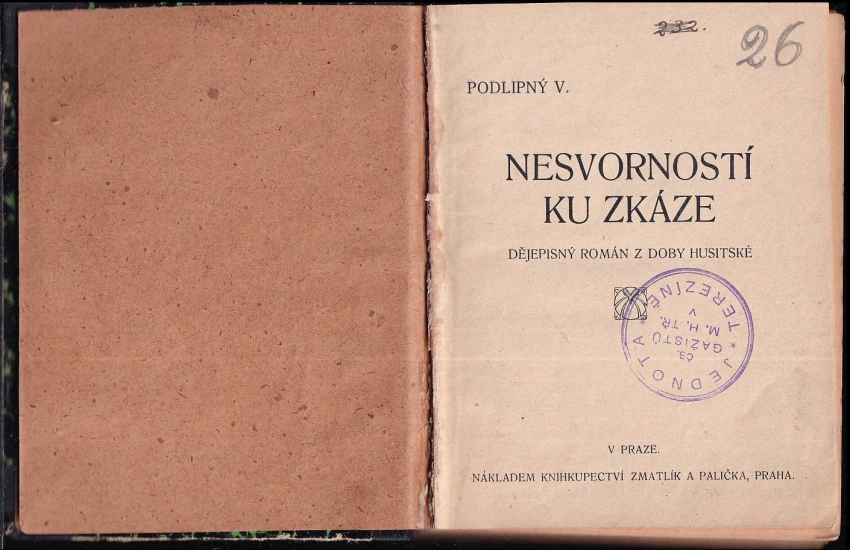 232.
26
PODLIPNÝ V.
NESVORNOSTÍ
KU ZKÁZE
DĚJEPISNÝ ROMÁN Z DOBY HUSITSKÉ
JEDNOTA * TEREZÍNĚ *
ČS.
GAŽISTŮ
M. H. TŘ.
V
V PRAZE.
NÁKLADEM KNIHKUPECTVÍ ZMATLÍK A PALIČKA, PRAHA.